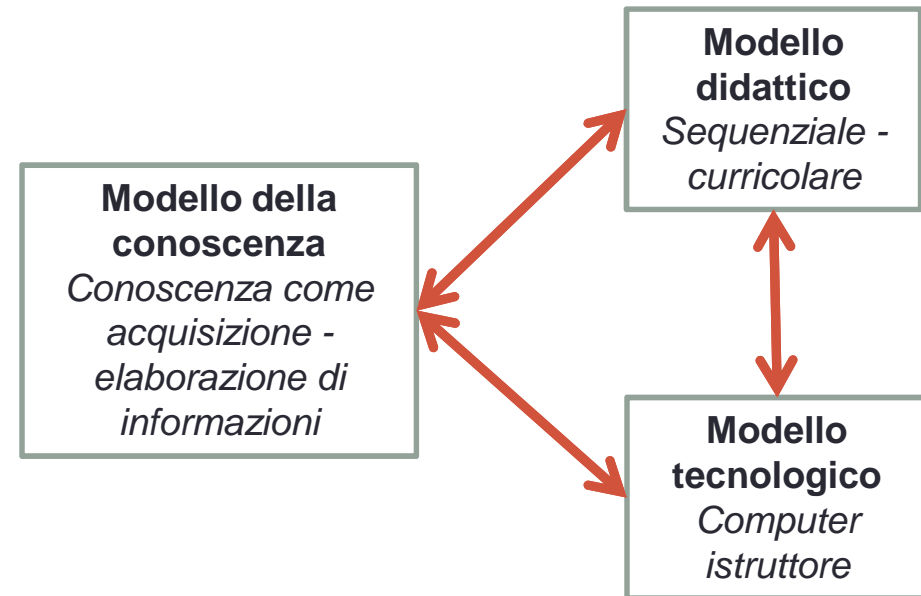 Modello della
conoscenza
Conoscenza come
acquisizione -
elaborazione di
informazioni
Modello
didattico
Sequenziale -
curricolare
Modello
tecnologico
Computer
istruttore